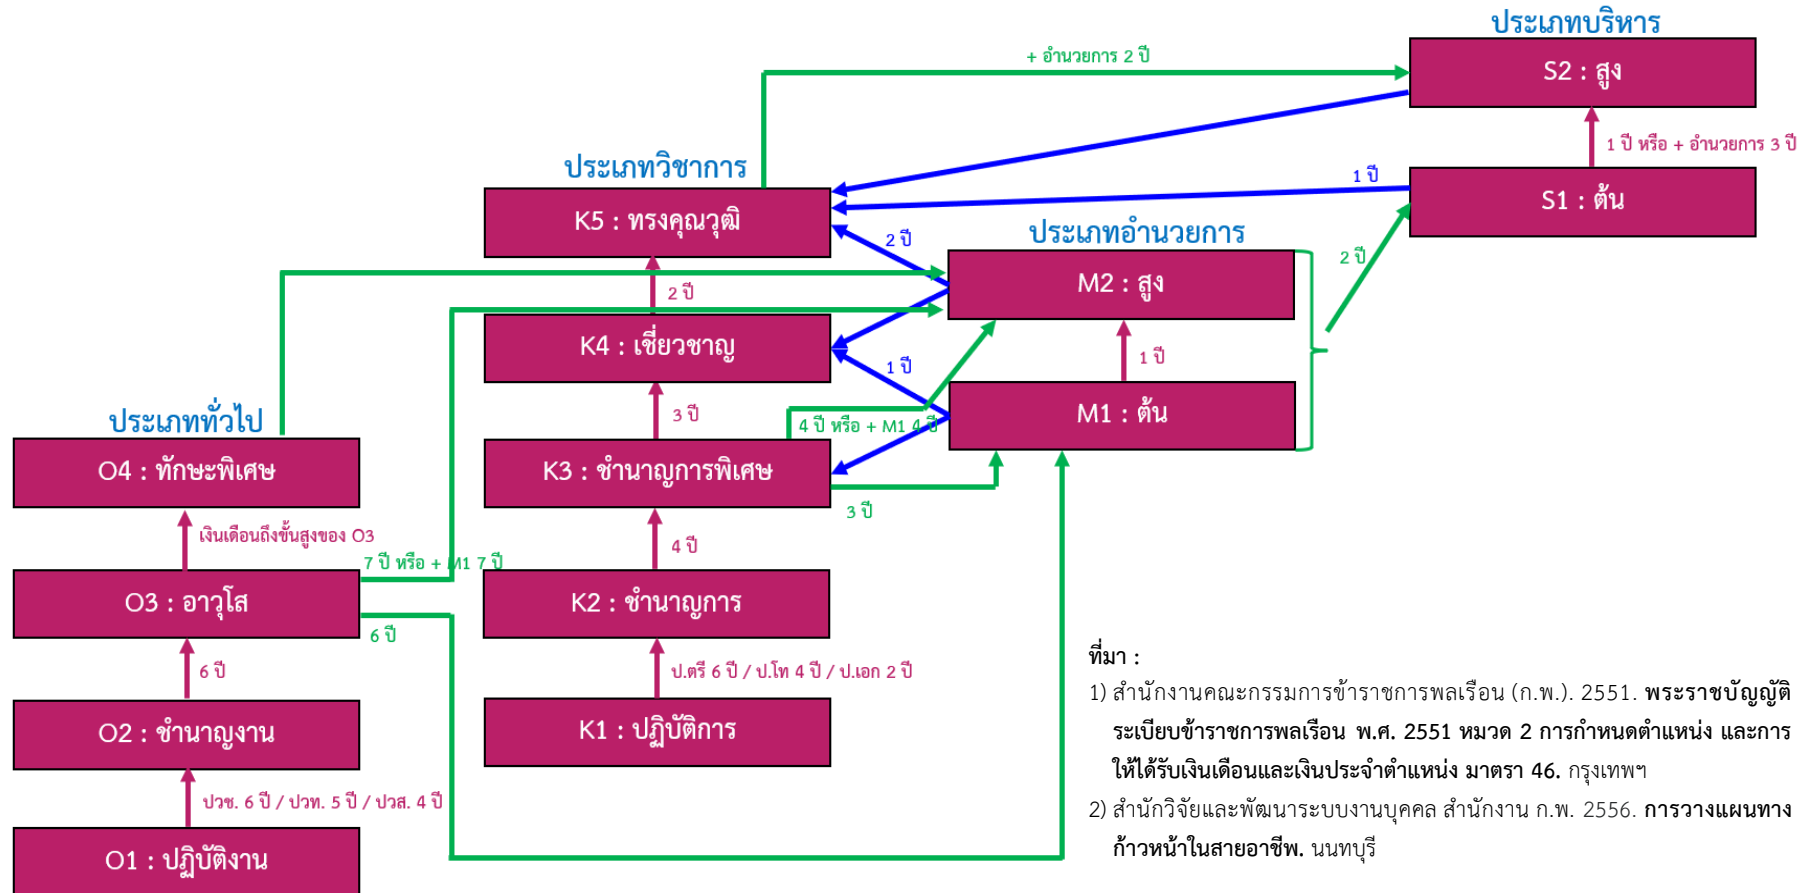 ประเภทบริหาร
+ อำนวยการ 2 ปี
S2 : สูง
1 ปี หรือ + อำนวยการ 3 ปี
ประเภทวิชาการ
1 ปี
S1 : ต้น
K5 : ทรงคุณวุฒิ
2 ปี
ประเภทอำนวยการ
2 ปี
2 ปี
M2 : สูง
K4 : เชี่ยวชาญ
1 ปี
1 ปี
ประเภททั่วไป
3 ปี
4 ปี หรือ + M1 4 ปี
M1 : ต้น
O4 : ทักษะพิเศษ
K3 : ชำนาญการพิเศษ
3 ปี
เงินเดือนถึงขั้นสูงของ O3
4 ปี
7 ปี หรือ + M1 7 ปี
O3 : อาวุโส
K2 : ชำนาญการ
6 ปี
6 ปี
ป.ตรี 6 ปี / ป.โท 4 ปี / ป.เอก 2 ปี
O2 : ชำนาญงาน
K1 : ปฏิบัติการ
ปวช. 6 ปี / ปวท. 5 ปี / ปวส. 4 ปี
O1 : ปฏิบัติงาน
ที่มา :
1) สำนักงานคณะกรรมการข้าราชการพลเรือน (ก.พ.). 2551. พระราชบัญญัติ
ระเบียบข้าราชการพลเรือน พ.ศ. 2551 หมวด 2 การกำหนดตำแหน่ง และการ
ให้ได้รับเงินเดือนและเงินประจำตำแหน่ง มาตรา 46. กรุงเทพฯ
2) สำนักวิจัยและพัฒนาระบบงานบุคคล สำนักงาน ก.พ. 2556. การวางแผนทาง
ก้าวหน้าในสายอาชีพ. นนทบุรี